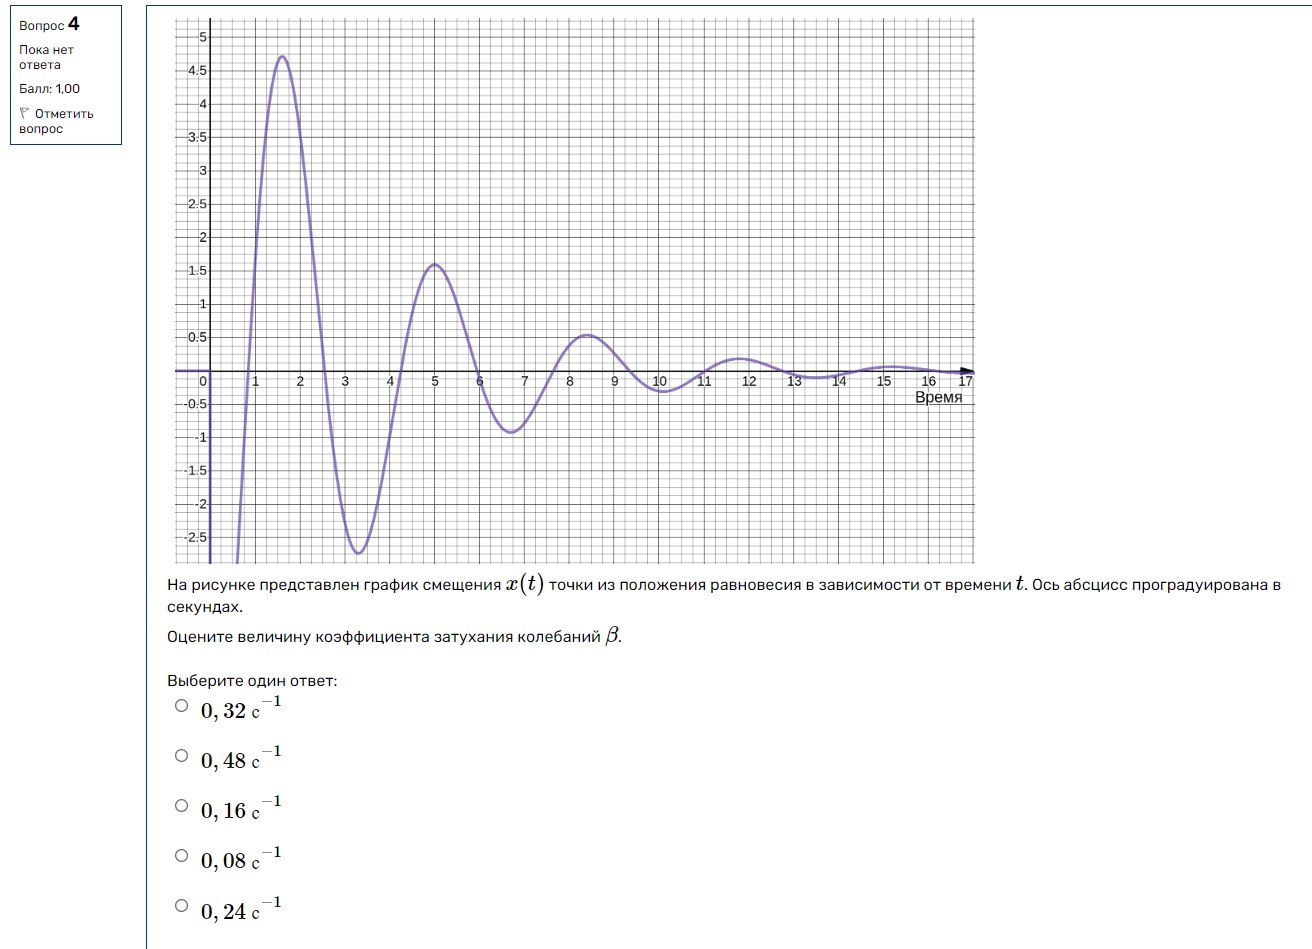 Вопрос 4
Пока нет
ответа
Балл: 1,00
Отметить
вопрос
5
4.5
4
3.5
3
2.5
2
1.5
1
0.5
0 1 2 3 4 5 6 7 8 9 10 11 12 13 14 15 16 17
Время
-0.5
-1
-1.5
-2
-2.5
На рисунке представлен график смещения x(t) точки из положения равновесия в зависимости от времени t. Ось абсцисс проградуирована в
секундах.
Оцените величину коэффициента затухания колебаний β.
Выберите один ответ:
0, 32 с⁻¹
0, 48 с⁻¹
0, 16 с⁻¹
0, 08 с⁻¹
0, 24 с⁻¹